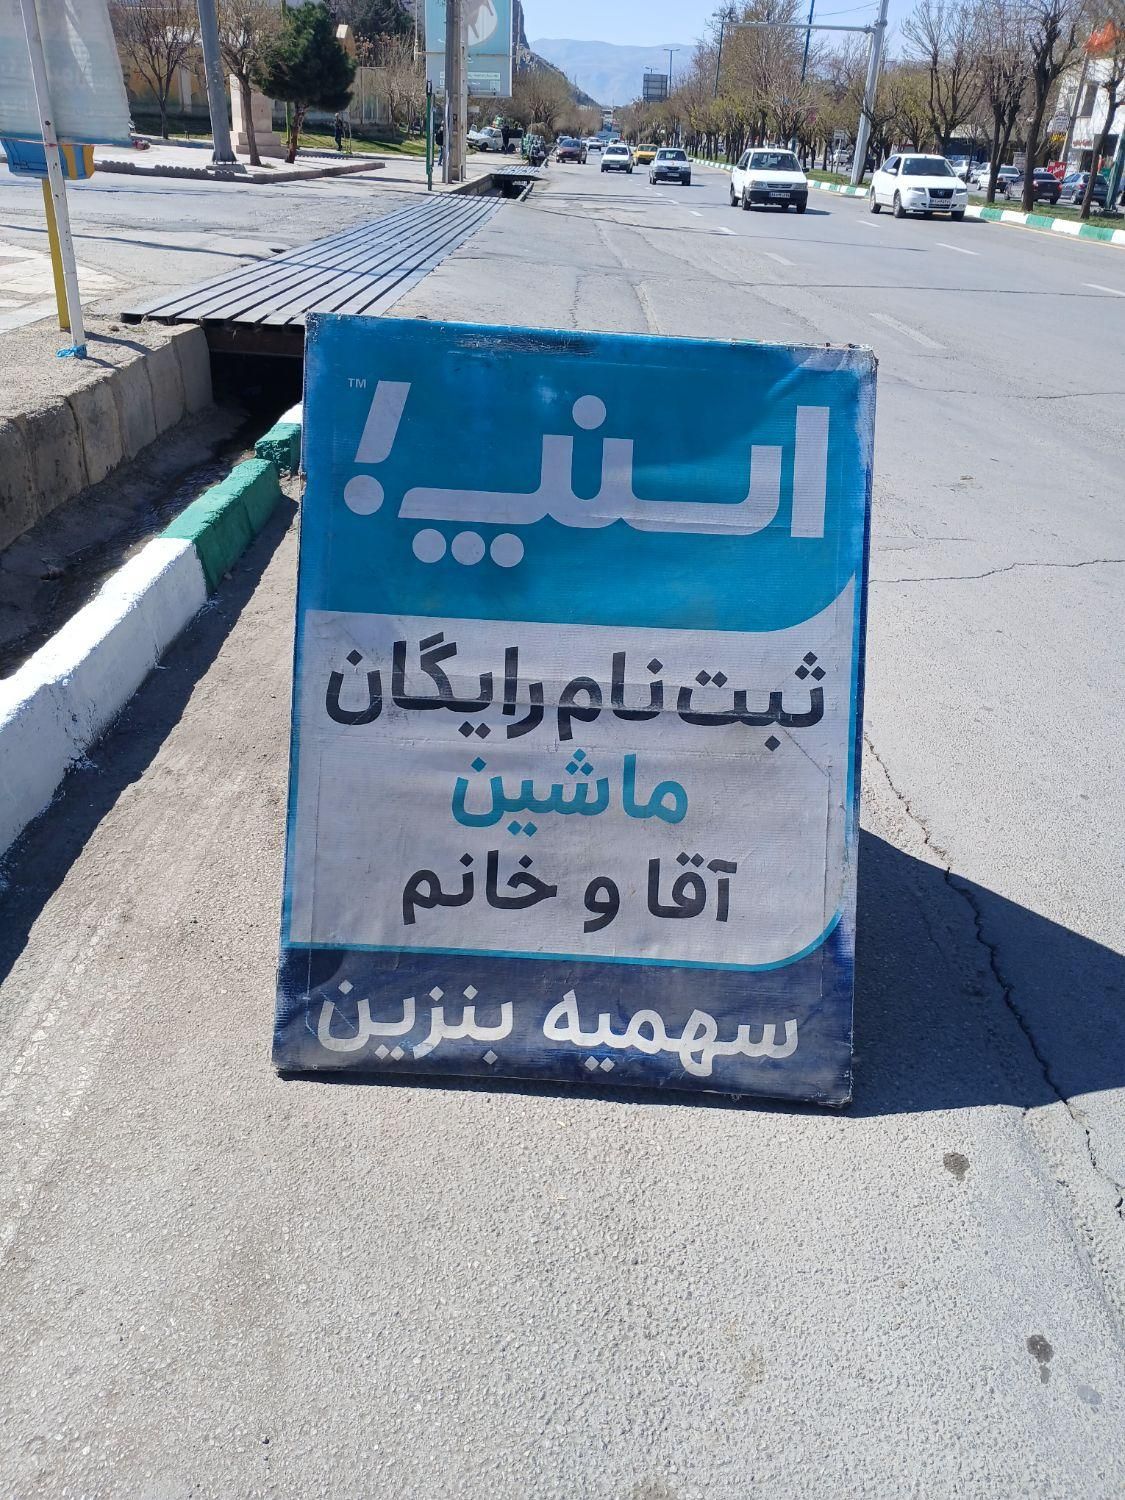 اسنپ!
TM
ثبت‌نام رایگان
ماشین
آقا و خانم
سهمیه بنزین